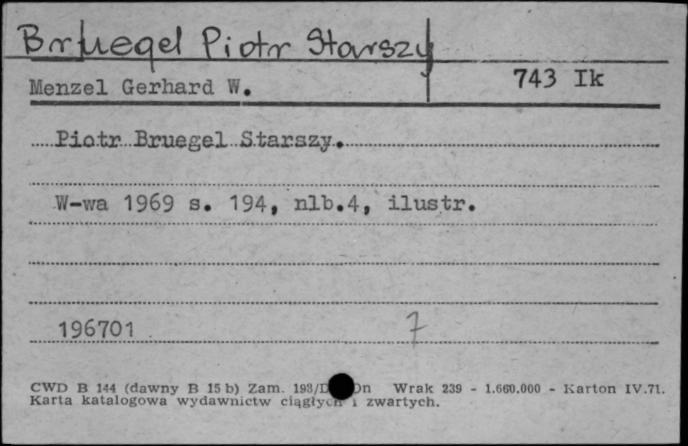 Bruegel Piotr Starszy
Menzel Gerhard W. 743 Ik
Piotr Bruegel Starszy.
W-wa 1969 s. 194, nlb.4, ilustr.
196701 7
CWD B 144 (dawny B 15 b) Zam. Wrak 239 - 1.660.000 - Karton IV.71.
Karta katalogowa wydawnictw ciągłych i zwartych.